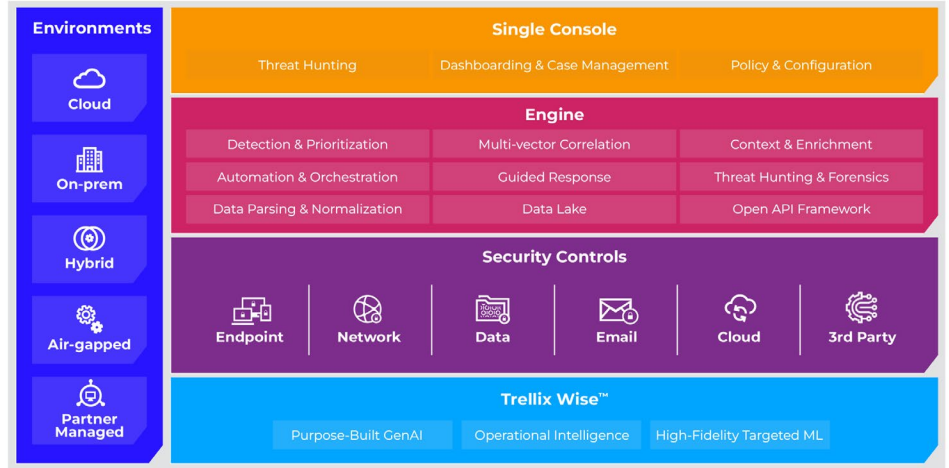 Environments
Cloud
On-prem
Hybrid
Air-gapped
Partner
Managed
Single Console
Threat Hunting
Dashboarding & Case Management
Policy & Configuration
Engine
Detection & Prioritization
Multi-vector Correlation
Context & Enrichment
Automation & Orchestration
Guided Response
Threat Hunting & Forensics
Data Parsing & Normalization
Data Lake
Open API Framework
Security Controls
Endpoint
Network
Data
Email
Cloud
3rd Party
Trellix Wise™
Purpose-Built GenAI
Operational Intelligence
High-Fidelity Targeted ML